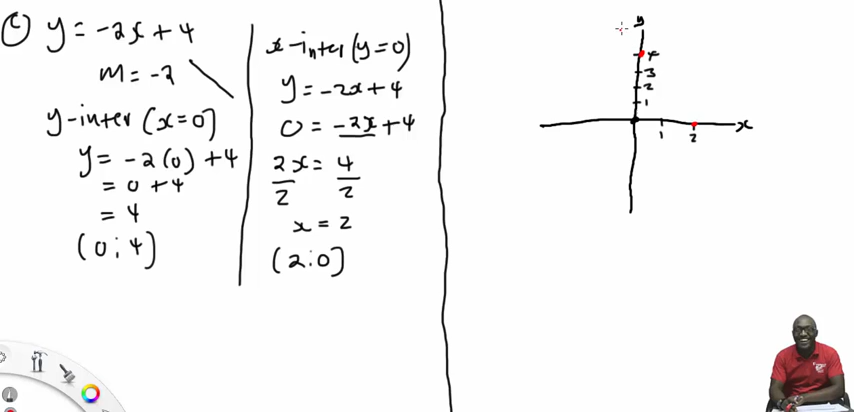 c) y = -2x + 4
m = -2
y-inter (x=0)
y = -2(0) + 4
= 0 + 4
= 4
(0;4)
x-inter (y=0)
y = -2x + 4
0 = -2x + 4
2x = 4
2 2
x = 2
(2;0)
y
4
3
2
1
x
1
2